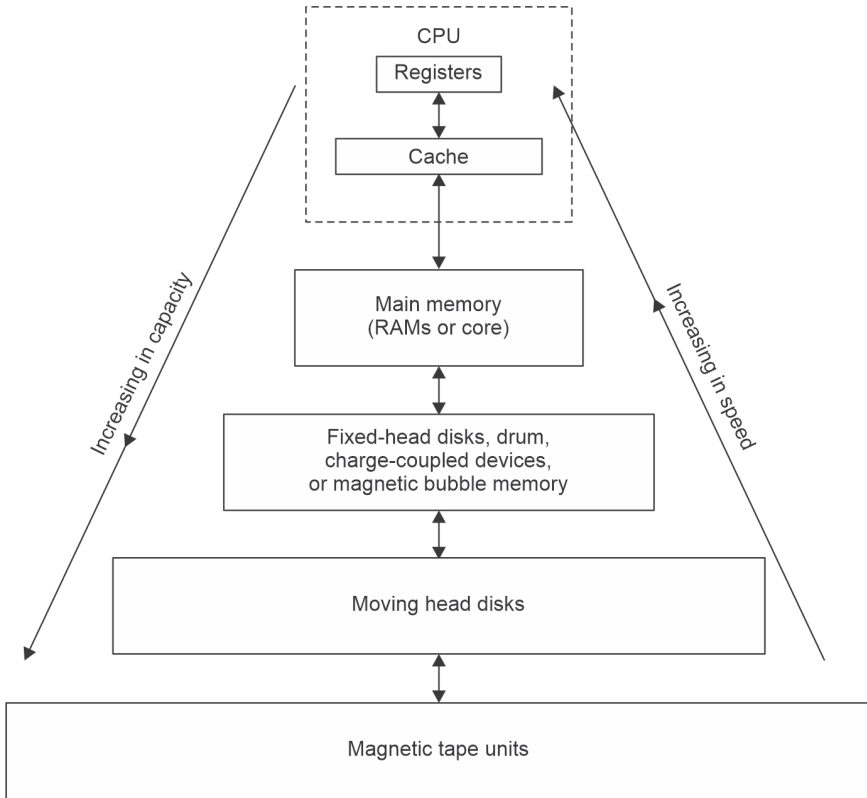 CPU
Registers
Cache
Increasing in capacity
Increasing in speed
Main memory
(RAMs or core)
Fixed-head disks, drum,
charge-coupled devices,
or magnetic bubble memory
Moving head disks
Magnetic tape units